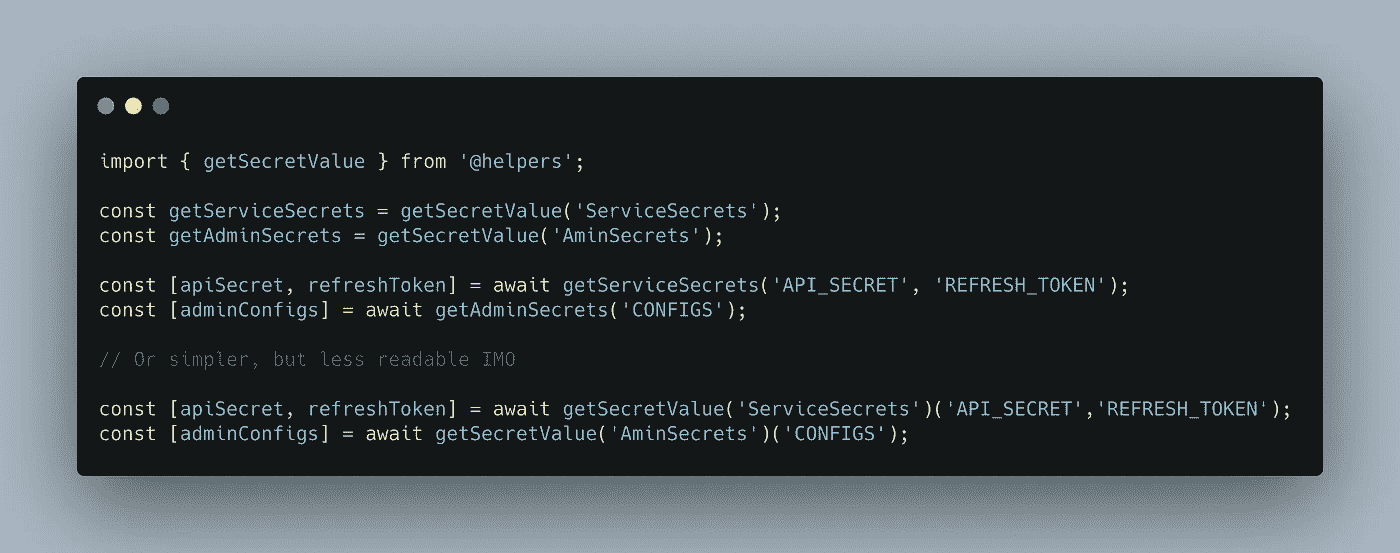 import { getSecretValue } from '@helpers';
const getServiceSecrets = getSecretValue('ServiceSecrets');
const getAdminSecrets = getSecretValue('AminSecrets');
const [apiSecret, refreshToken] = await getServiceSecrets('API_SECRET', 'REFRESH_TOKEN');
const [adminConfigs] = await getAdminSecrets('CONFIGS');
// Or simpler, but less readable IMO
const [apiSecret, refreshToken] = await getSecretValue('ServiceSecrets')('API_SECRET','REFRESH_TOKEN');
const [adminConfigs] = await getSecretValue('AminSecrets')('CONFIGS');